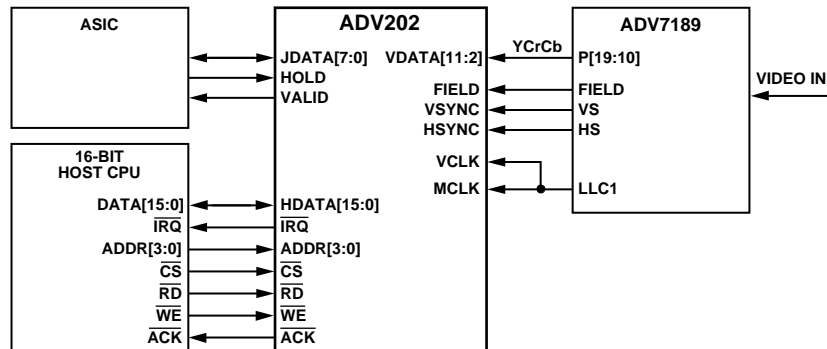 ASIC
ADV202
JDATA[7:0]
HOLD
VALID
VDATA[11:2]
FIELD
VSYNC
HSYNC
VCLK
MCLK
YCrCb
ADV7189
P[19:10]
FIELD
VS
HS
LLC1
VIDEO IN
16-BIT
HOST CPU
DATA[15:0]
IRQ
ADDR[3:0]
CS
RD
WE
ACK
HDATA[15:0]
IRQ
ADDR[3:0]
CS
RD
WE
ACK